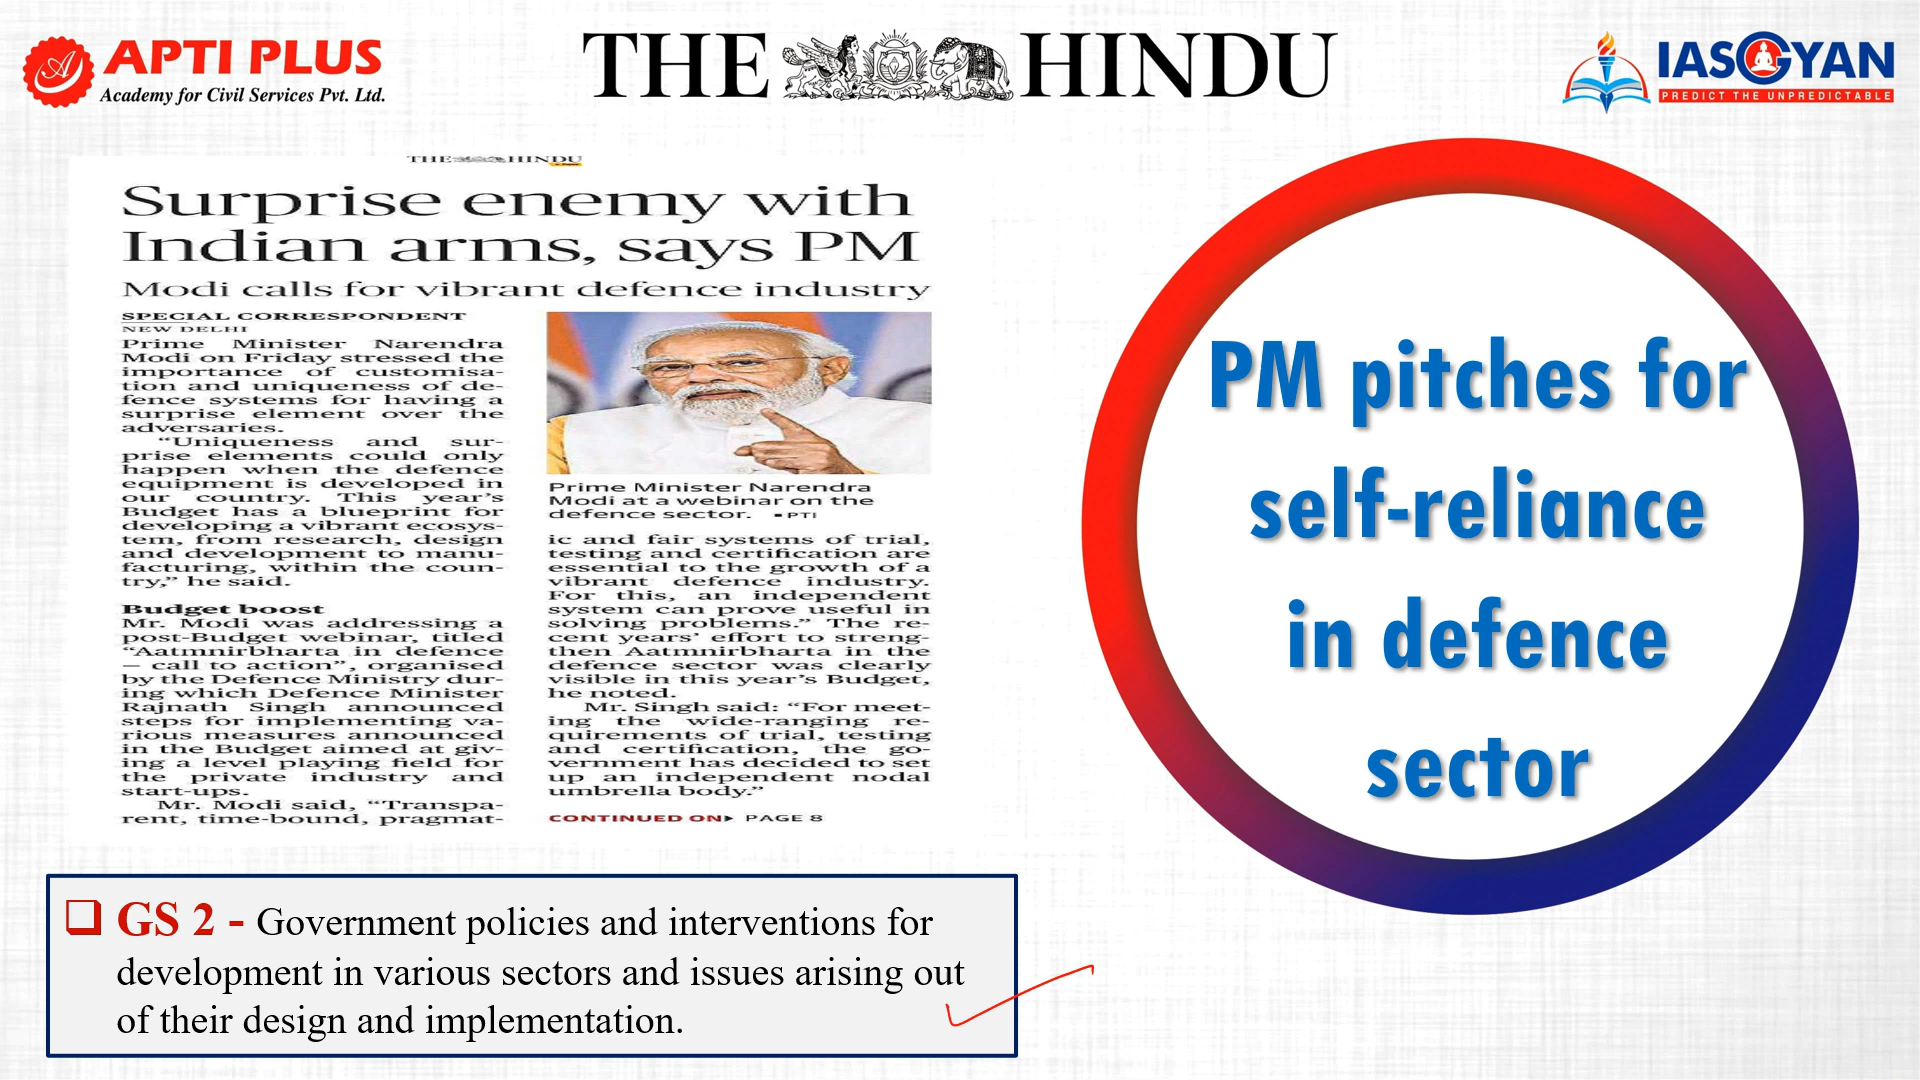 APTI PLUS
Academy for Civil Services Pvt. Ltd.
THE HINDU
IASGYAN
PREDICT THE UNPREDICTABLE
THE HINDU
Surprise enemy with
Indian arms, says PM
Modi calls for vibrant defence industry
SPECIAL CORRESPONDENT
NEW DELHI
Prime Minister Narendra
Modi on Friday stressed the
importance of customisa-
tion and uniqueness of de-
fence systems for having a
surprise element over the
adversaries.
“Uniqueness and sur-
prise elements could only
happen when the defence
equipment is developed in
our country. This year’s
Budget has a blueprint for
developing a vibrant ecosys-
tem, from research, design
and development to manu-
facturing, within the coun-
try,” he said.
Budget boost
Mr. Modi was addressing a
post-Budget webinar, titled
“Aatmnirbharta in defence
– call to action”, organised
by the Defence Ministry dur-
ing which Defence Minister
Rajnath Singh announced
steps for implementing va-
rious measures announced
in the Budget aimed at giv-
ing a level playing field for
the private industry and
start-ups.
Mr. Modi said, “Transpa-
rent, time-bound, pragmat-
Prime Minister Narendra
Modi at a webinar on the
defence sector. ▪PTI
ic and fair systems of trial,
testing and certification are
essential to the growth of a
vibrant defence industry.
For this, an independent
system can prove useful in
solving problems.” The re-
cent years’ effort to streng-
then Aatmnirbharta in the
defence sector was clearly
visible in this year’s Budget,
he noted.
Mr. Singh said: “For meet-
ing the wide-ranging re-
quirements of trial, testing
and certification, the go-
vernment has decided to set
up an independent nodal
umbrella body.”
CONTINUED ON▸ PAGE 8
PM pitches for
self-reliance
in defence
sector
❑ GS 2 - Government policies and interventions for
development in various sectors and issues arising out
of their design and implementation.